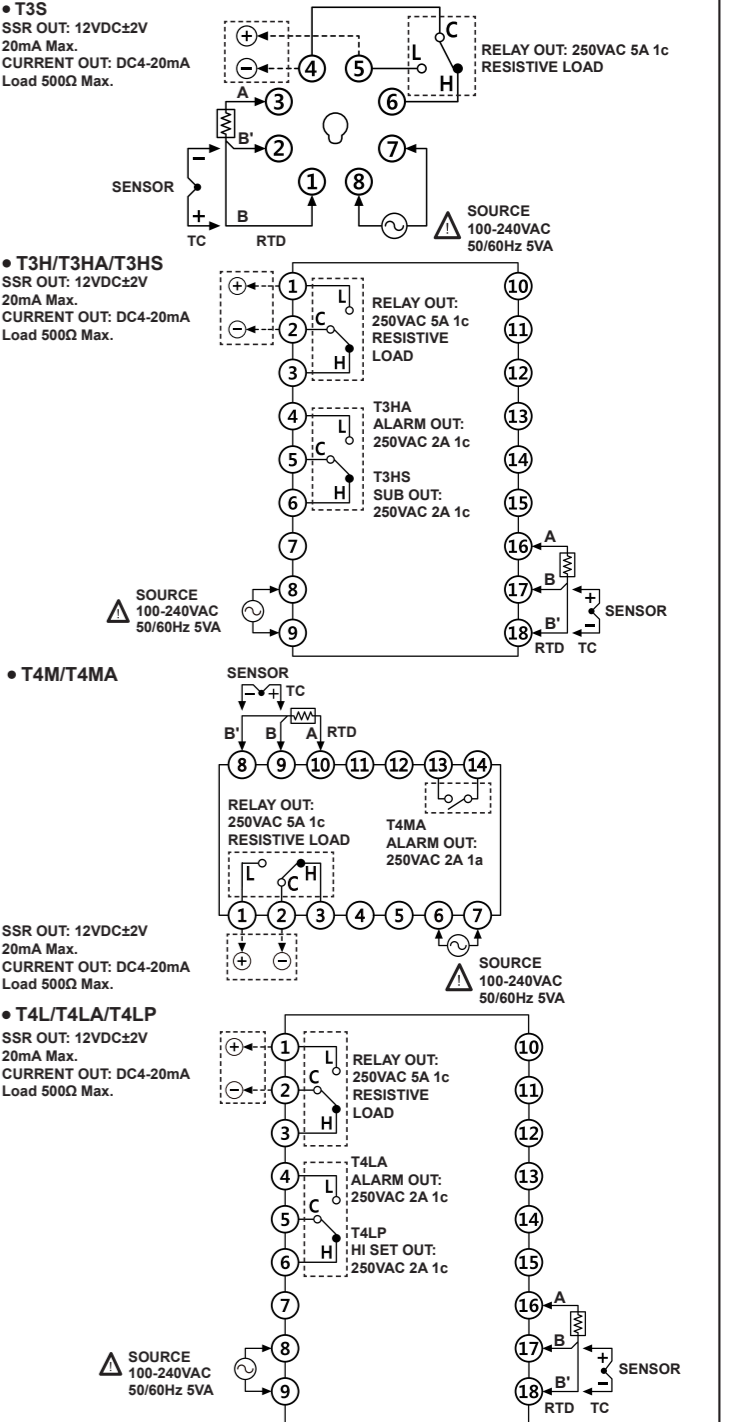 ● T3S
SSR OUT: 12VDC±2V
20mA Max.
CURRENT OUT: DC4-20mA
Load 500Ω Max.
+
−
4
5
C
L
H
RELAY OUT: 250VAC 5A 1c
RESISTIVE LOAD
A
3
6
B'
2
7
−
SENSOR
+
B
1
8
TC
RTD
SOURCE
100-240VAC
50/60Hz 5VA
● T3H/T3HA/T3HS
SSR OUT: 12VDC±2V
20mA Max.
CURRENT OUT: DC4-20mA
Load 500Ω Max.
+
−
1
2
3
L
C
H
RELAY OUT:
250VAC 5A 1c
RESISTIVE
LOAD
4
5
6
L
C
H
T3HA
ALARM OUT:
250VAC 2A 1c
T3HS
SUB OUT:
250VAC 2A 1c
7
8
9
SOURCE
100-240VAC
50/60Hz 5VA
10
11
12
13
14
15
16
17
18
A
B
B'
+
−
SENSOR
RTD
TC
● T4M/T4MA
SENSOR
− +
TC
B' B A RTD
8 9 10 11 12 13 14
RELAY OUT:
250VAC 5A 1c
RESISTIVE LOAD
T4MA
ALARM OUT:
250VAC 2A 1a
L C H
1 2 3 4 5 6 7
+ −
SSR OUT: 12VDC±2V
20mA Max.
CURRENT OUT: DC4-20mA
Load 500Ω Max.
SOURCE
100-240VAC
50/60Hz 5VA
● T4L/T4LA/T4LP
SSR OUT: 12VDC±2V
20mA Max.
CURRENT OUT: DC4-20mA
Load 500Ω Max.
+
−
1
2
3
L
C
H
RELAY OUT:
250VAC 5A 1c
RESISTIVE
LOAD
4
5
6
L
C
H
T4LA
ALARM OUT:
250VAC 2A 1c
T4LP
HI SET OUT:
250VAC 2A 1c
7
8
9
SOURCE
100-240VAC
50/60Hz 5VA
10
11
12
13
14
15
16
17
18
A
B
B'
+
−
SENSOR
RTD
TC